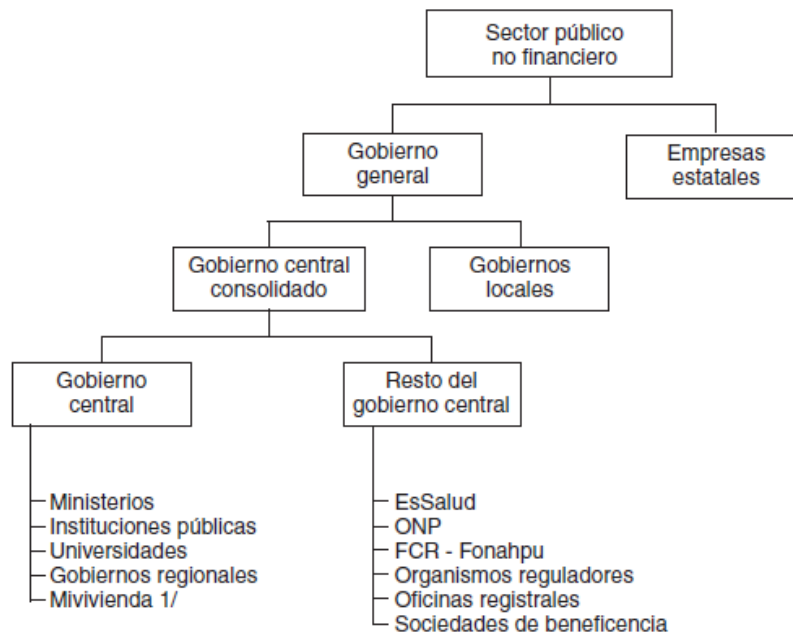 Sector público
no financiero
Gobierno
general
Empresas
estatales
Gobierno central
consolidado
Gobiernos
locales
Gobierno
central
Resto del
gobierno central
Ministerios
Instituciones públicas
Universidades
Gobiernos regionales
Mivivienda 1/
EsSalud
ONP
FCR - Fonahpu
Organismos reguladores
Oficinas registrales
Sociedades de beneficencia